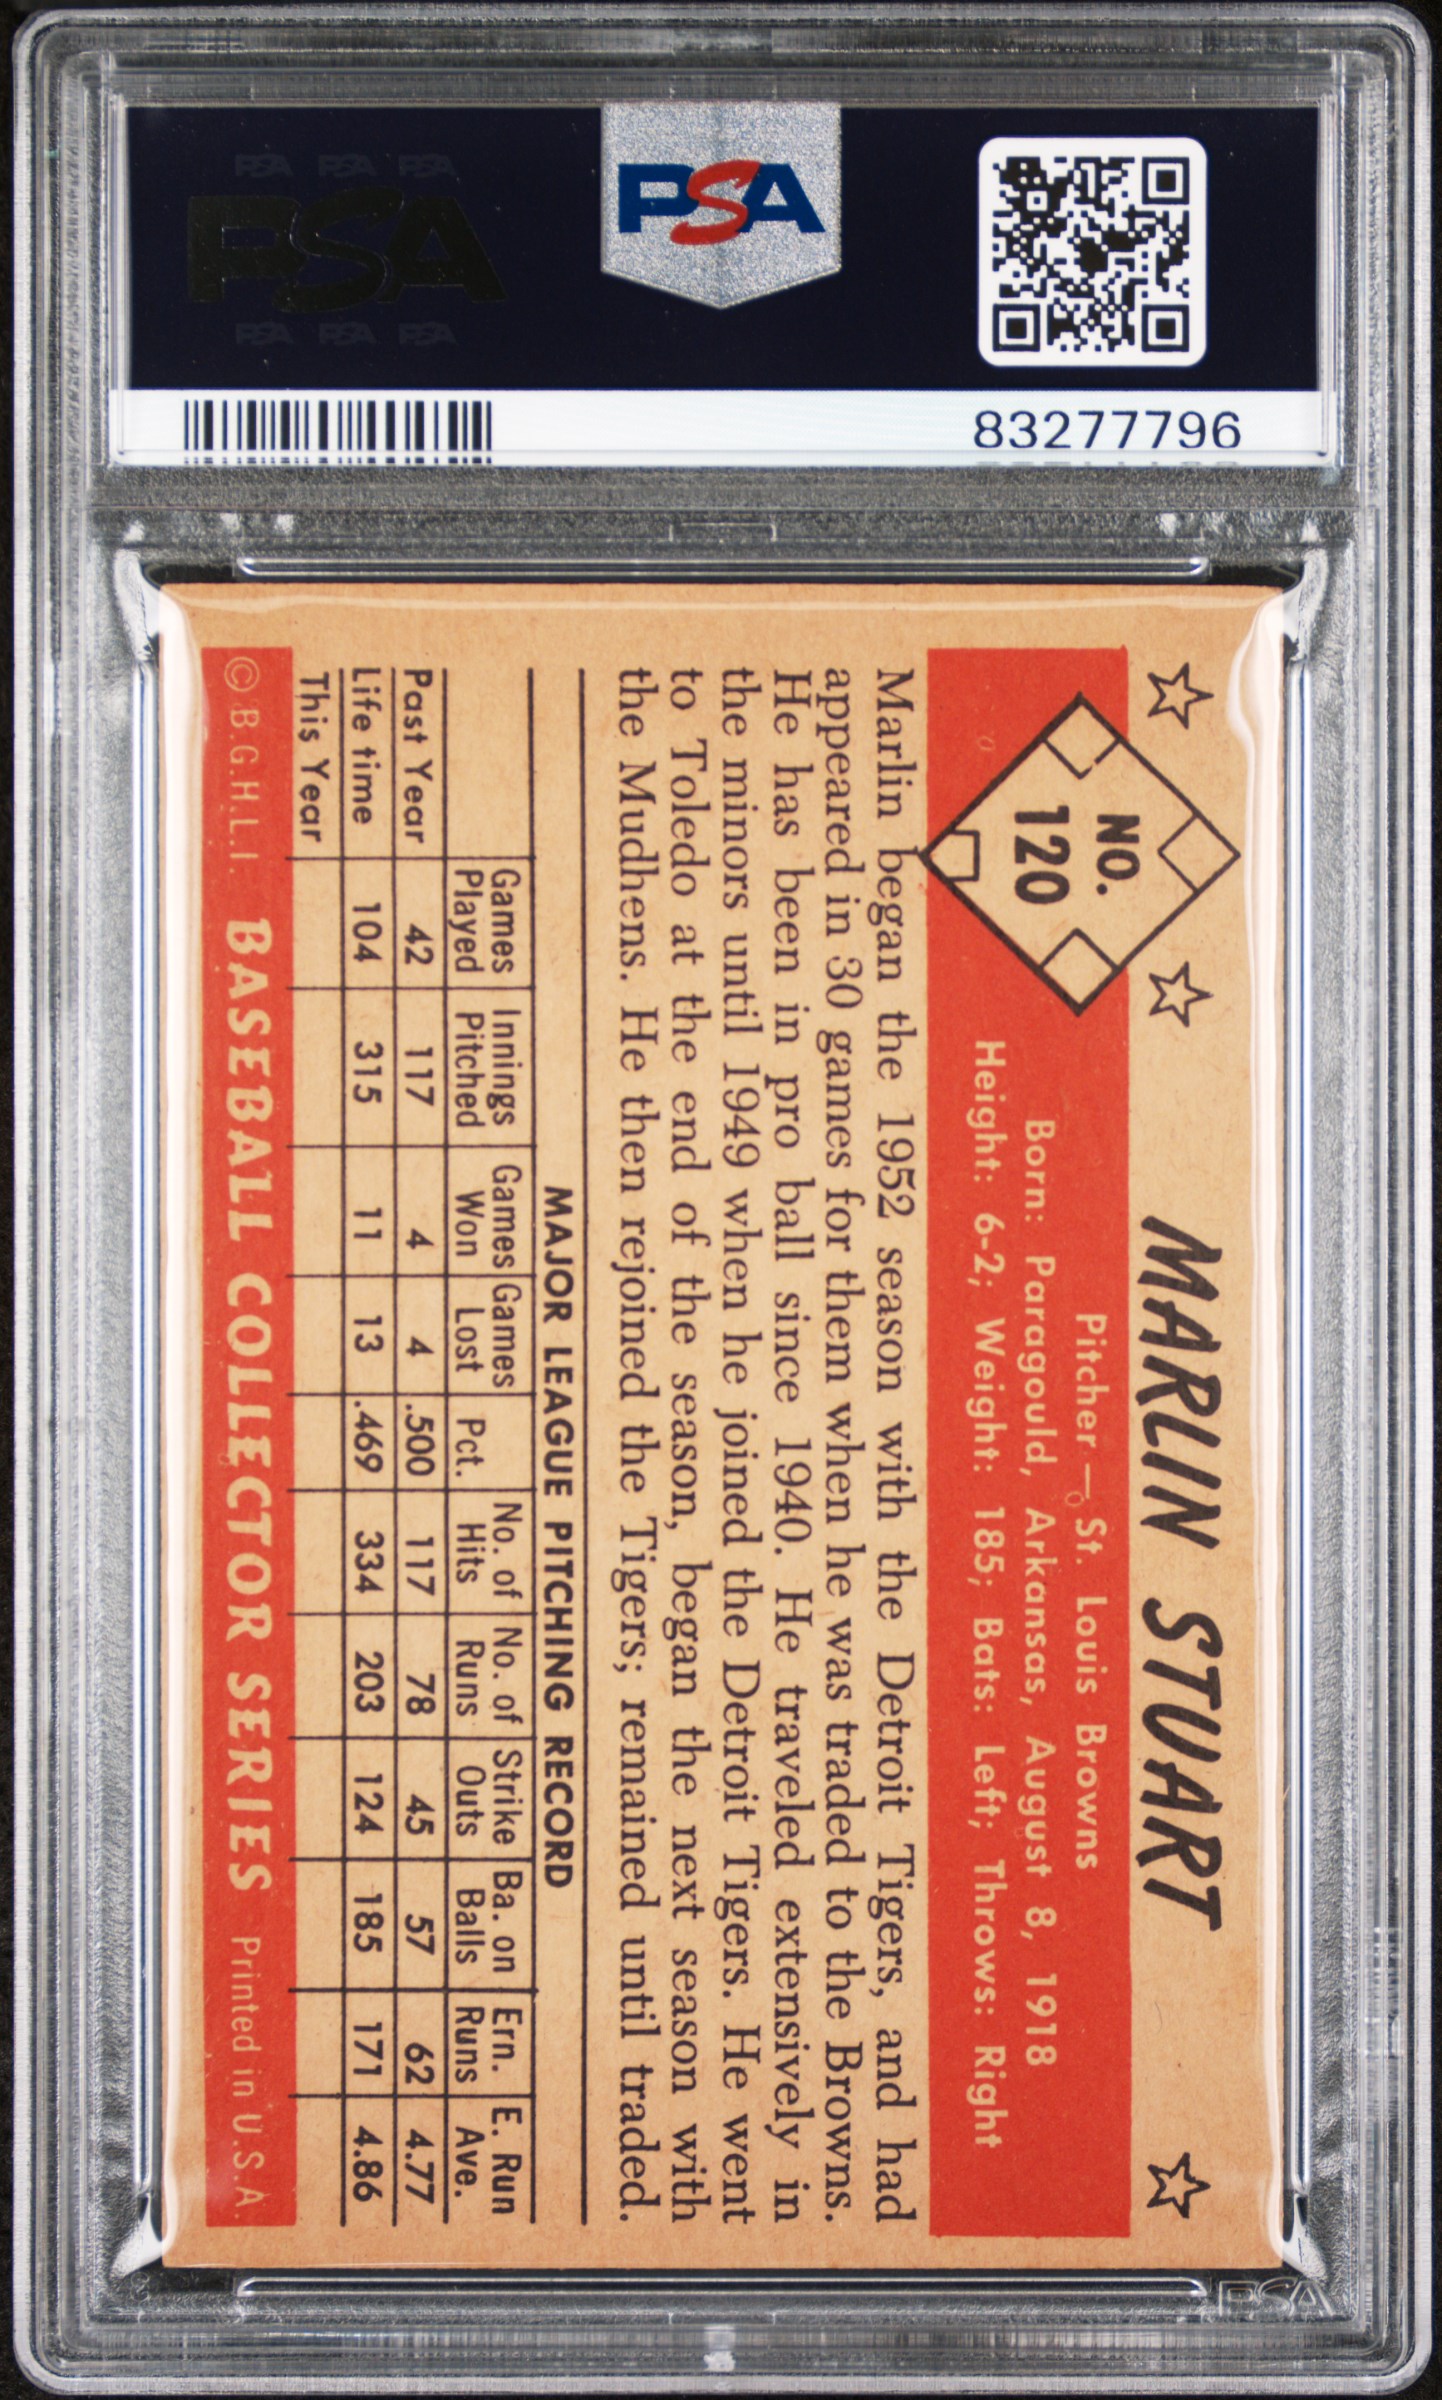 PSA PSA PSA
PSA
PSA PSA PSA
PSA
83277796
MARLIN STUART
NO.
120
Pitcher — St. Louis Browns
Born: Paragould, Arkansas, August 8, 1918
Height: 6-2; Weight: 185; Bats: Left; Throws: Right
Marlin began the 1952 season with the Detroit Tigers, and had
appeared in 30 games for them when he was traded to the Browns.
He has been in pro ball since 1940. He traveled extensively in
the minors until 1949 when he joined the Detroit Tigers. He went
to Toledo at the end of the season, began the next season with
the Mudhens. He then rejoined the Tigers; remained until traded.
MAJOR LEAGUE PITCHING RECORD
Games Innings Games Games No. of No. of Strike Ba. on Ern. E. Run
Played Pitched Won Lost Pct. Hits Runs Outs Balls Runs Ave.
Past Year 42 117 4 4 .500 117 78 45 57 62 4.77
Life time 104 315 11 13 .469 334 203 124 185 171 4.86
This Year
© B.G.H.L.I. BASEBALL COLLECTOR SERIES Printed in U.S.A.
PSA